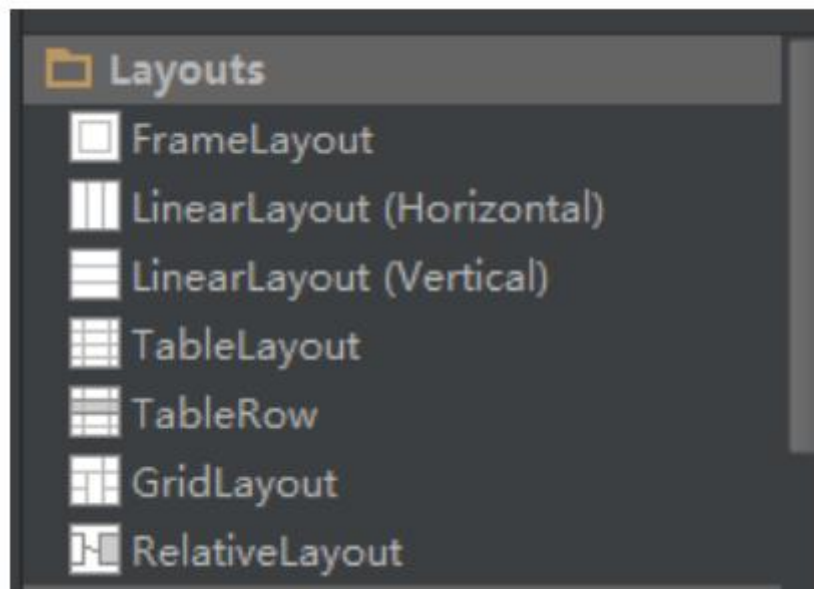 Layouts
FrameLayout
LinearLayout (Horizontal)
LinearLayout (Vertical)
TableLayout
TableRow
GridLayout
RelativeLayout